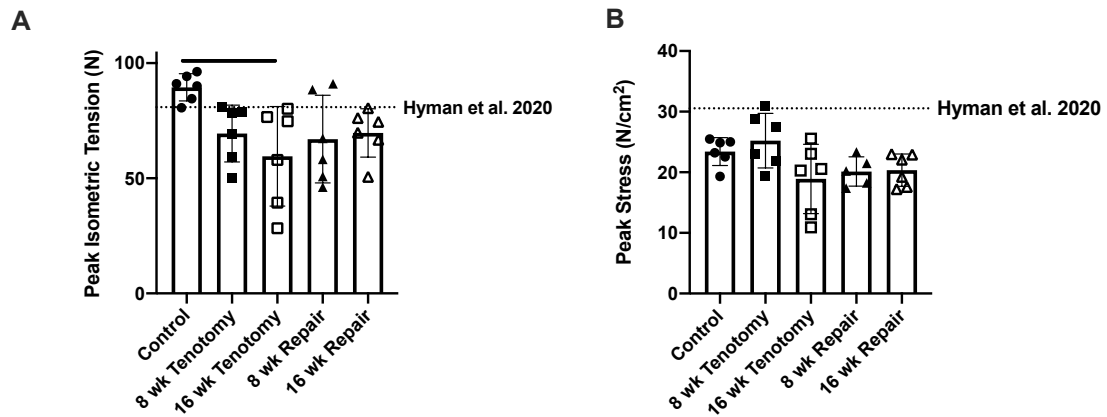 A
Peak Isometric Tension (N)
100
50
0
Hyman et al. 2020
Control
8 wk Tenotomy
16 wk Tenotomy
8 wk Repair
16 wk Repair
B
Peak Stress (N/cm²)
40
30
20
10
0
Hyman et al. 2020
Control
8 wk Tenotomy
16 wk Tenotomy
8 wk Repair
16 wk Repair